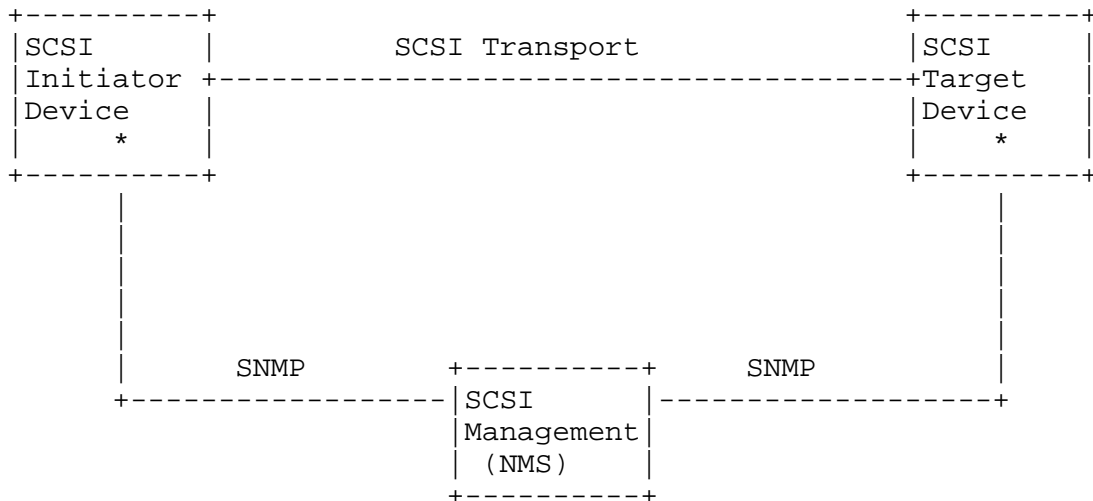 SCSI SCSI Transport SCSI
Initiator Target
Device Device
* *
SNMP SNMP
SCSI
Management
(NMS)